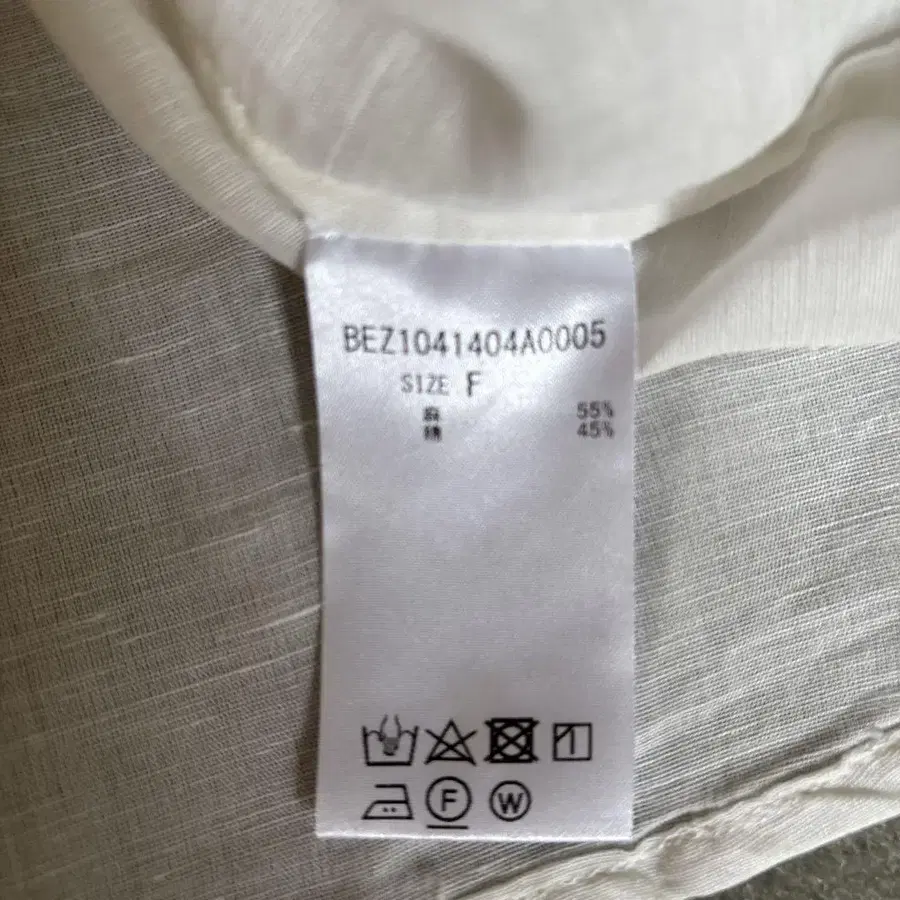 BEZ1041404A0005
SIZE F
麻 55%
綿 45%
F W